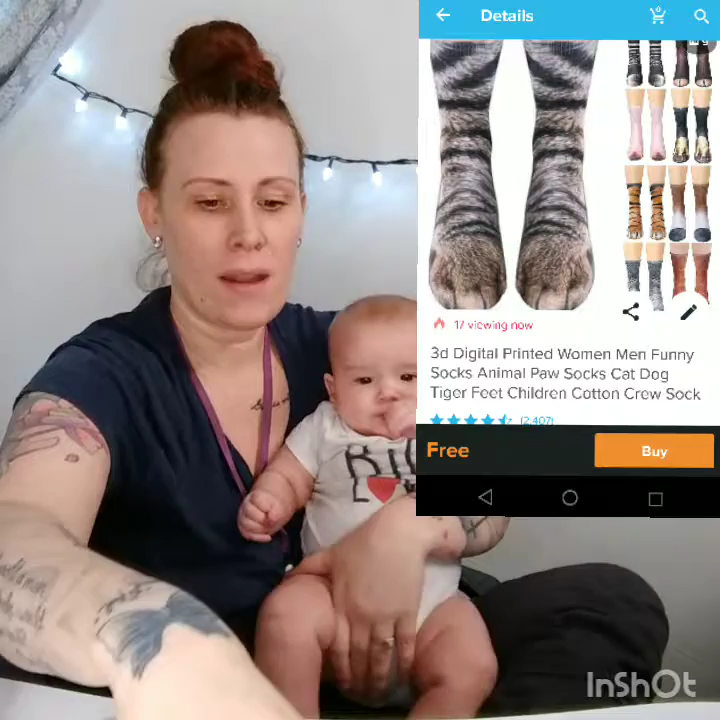 Details
17 viewing now
3d Digital Printed Women Men Funny
Socks Animal Paw Socks Cat Dog
Tiger Feet Children Cotton Crew Sock
(2,407)
Free
Buy
BIG
InShOt